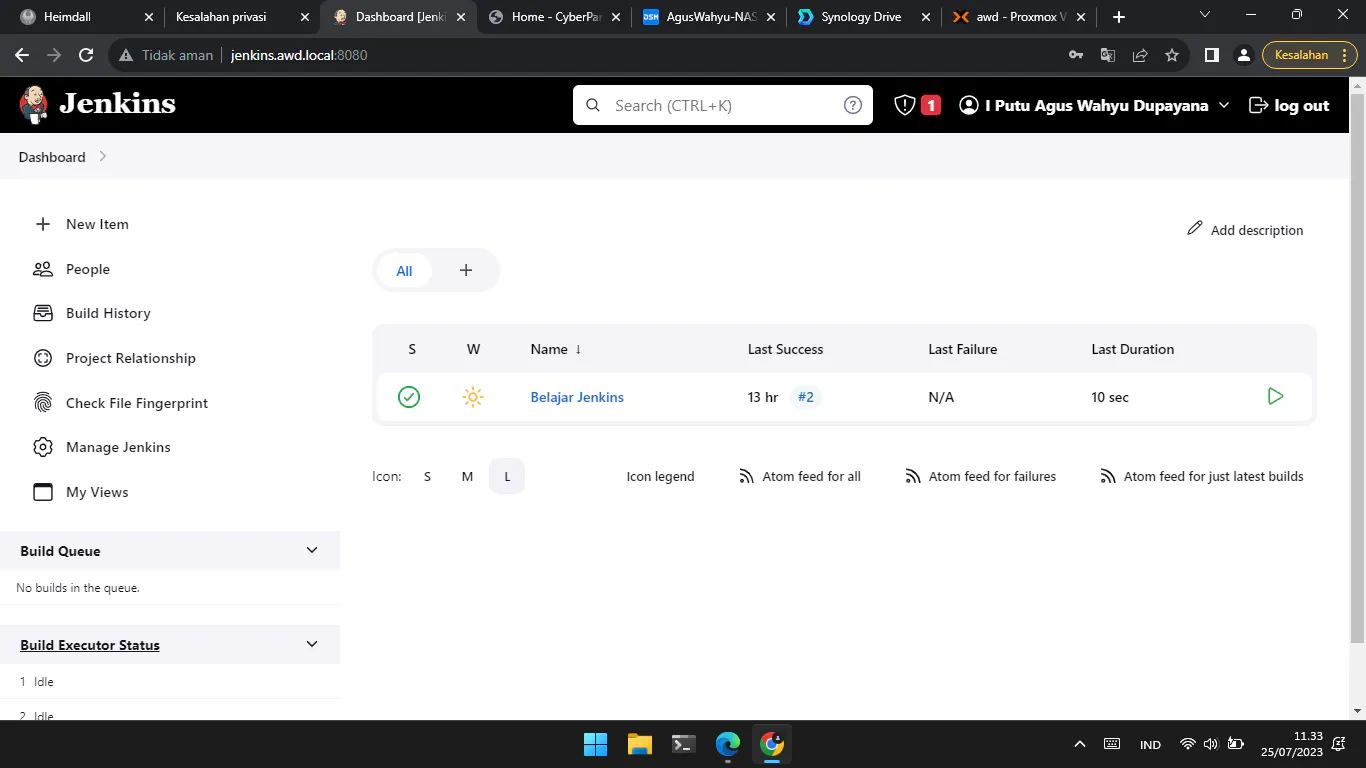 Heimdall
Kesalahan privasi
Dashboard [Jenki
Home - CyberPan
AgusWahyu-NAS
Synology Drive
awd - Proxmox V
Tidak aman
jenkins.awd.local:8080
Kesalahan
Jenkins
Search (CTRL+K)
1
I Putu Agus Wahyu Dupayana
log out
Dashboard
New Item
People
Build History
Project Relationship
Check File Fingerprint
Manage Jenkins
My Views
Build Queue
No builds in the queue.
Build Executor Status
1 Idle
2 Idle
Add description
All
S W Name ↓ Last Success Last Failure Last Duration
Belajar Jenkins 13 hr #2 N/A 10 sec
Icon: S M L
Icon legend
Atom feed for all
Atom feed for failures
Atom feed for just latest builds
IND
11.33
25/07/2023